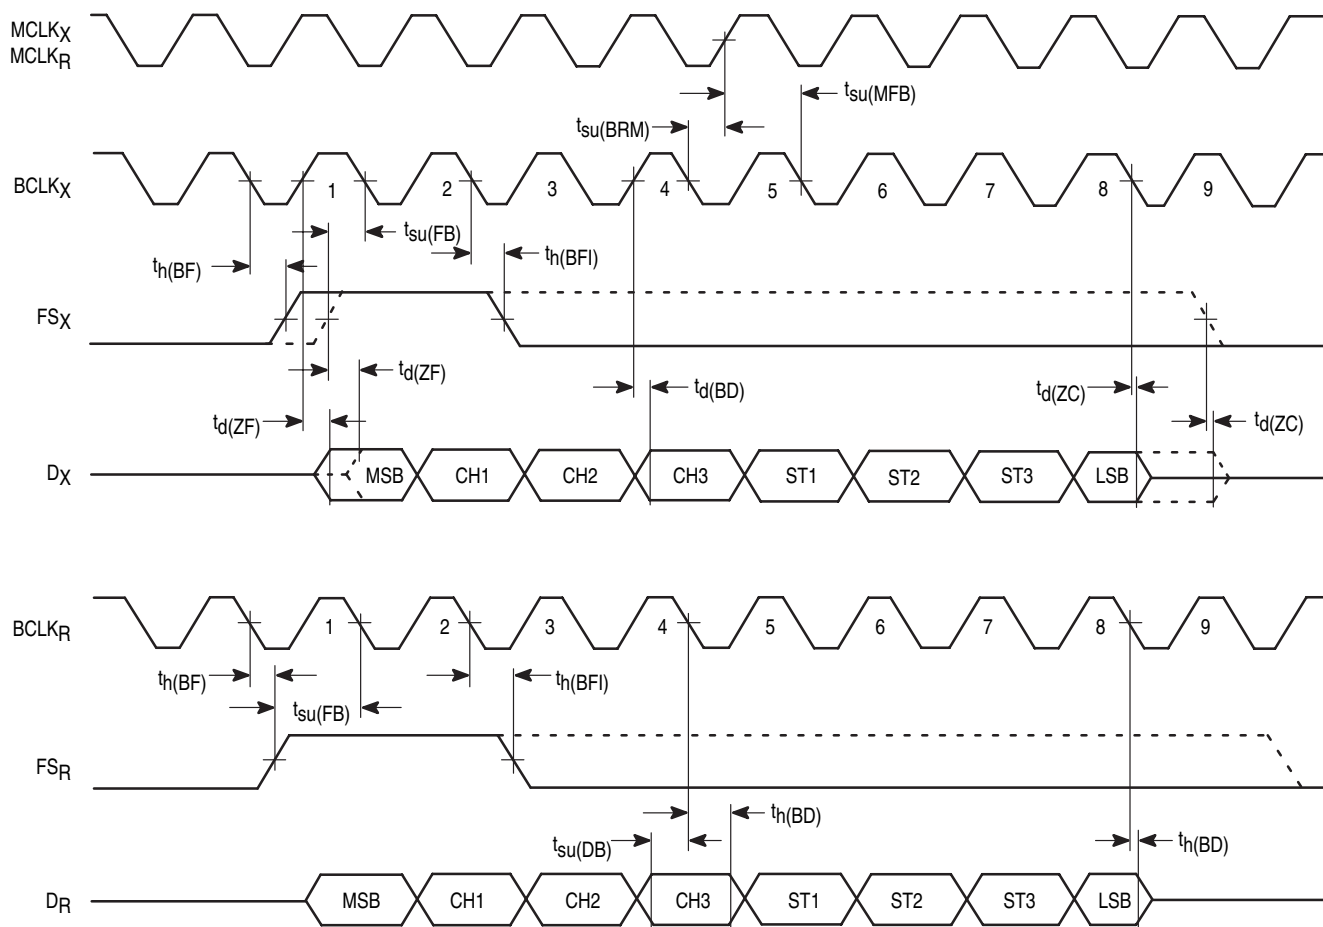 MCLKX
MCLKR
tsu(MFB)
tsu(BRM)
BCLKX 1 2 3 4 5 6 7 8 9
tsu(FB)
th(BF) th(BFI)
FSX
td(ZF) td(BD) td(ZC)
td(ZF) td(ZC)
DX MSB CH1 CH2 CH3 ST1 ST2 ST3 LSB
BCLKR 1 2 3 4 5 6 7 8 9
th(BF) th(BFI)
tsu(FB)
FSR
th(BD)
tsu(DB) th(BD)
DR MSB CH1 CH2 CH3 ST1 ST2 ST3 LSB